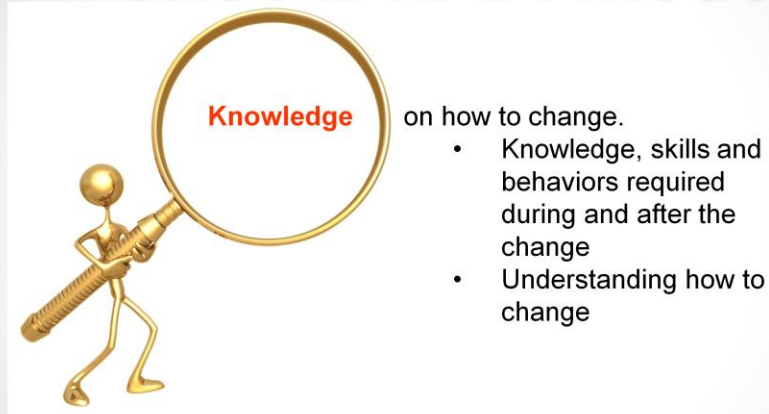 Knowledge on how to change.
• Knowledge, skills and
behaviors required
during and after the
change
• Understanding how to
change